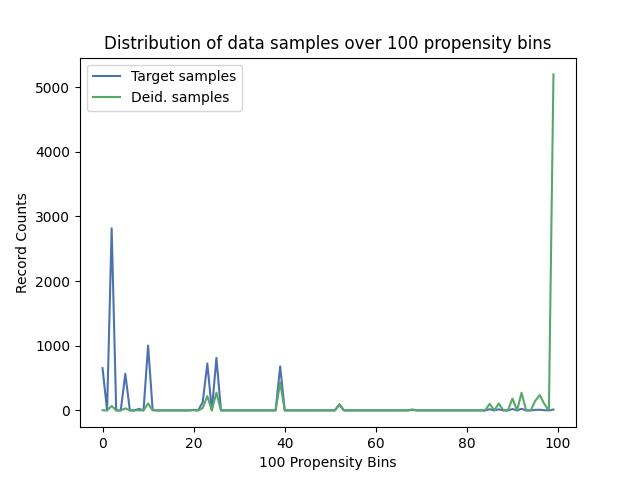 Distribution of data samples over 100 propensity bins
Target samples
Deid. samples
Record Counts
5000
4000
3000
2000
1000
0
0 20 40 60 80 100
100 Propensity Bins